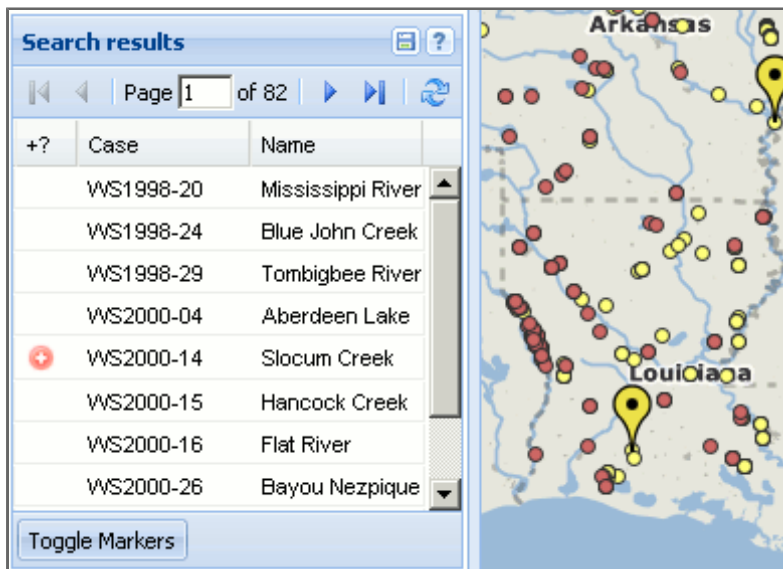 Search results
?
Page 1 of 82
+? Case Name
WS1998-20 Mississippi River
WS1998-24 Blue John Creek
WS1998-29 Tombigbee River
WS2000-04 Aberdeen Lake
WS2000-14 Slocum Creek
WS2000-15 Hancock Creek
WS2000-16 Flat River
WS2000-26 Bayou Nezpique
Toggle Markers
Arkansas
Louisiana